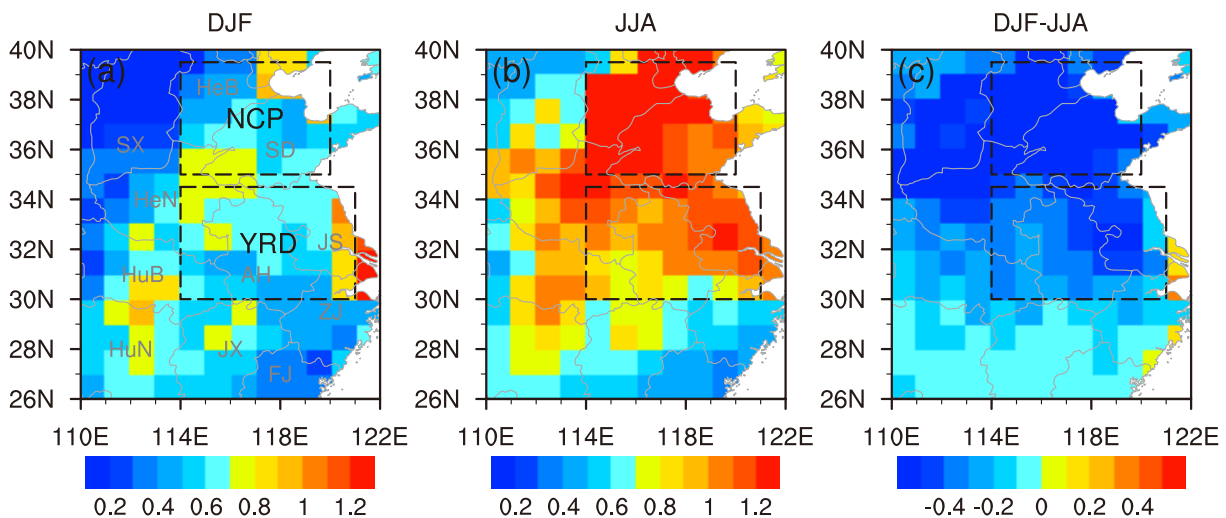 DJF
JJA
DJF-JJA
40N
38N
36N
34N
32N
30N
28N
26N
(a)
HeB
NCP
SX
SD
HeN
YRD
JS
HuB
AH
ZJ
HuN
JX
FJ
110E 114E 118E 122E
0.2 0.4 0.6 0.8 1 1.2
40N
38N
36N
34N
32N
30N
28N
26N
(b)
110E 114E 118E 122E
0.2 0.4 0.6 0.8 1 1.2
40N
38N
36N
34N
32N
30N
28N
26N
(c)
110E 114E 118E 122E
-0.4 -0.2 0 0.2 0.4